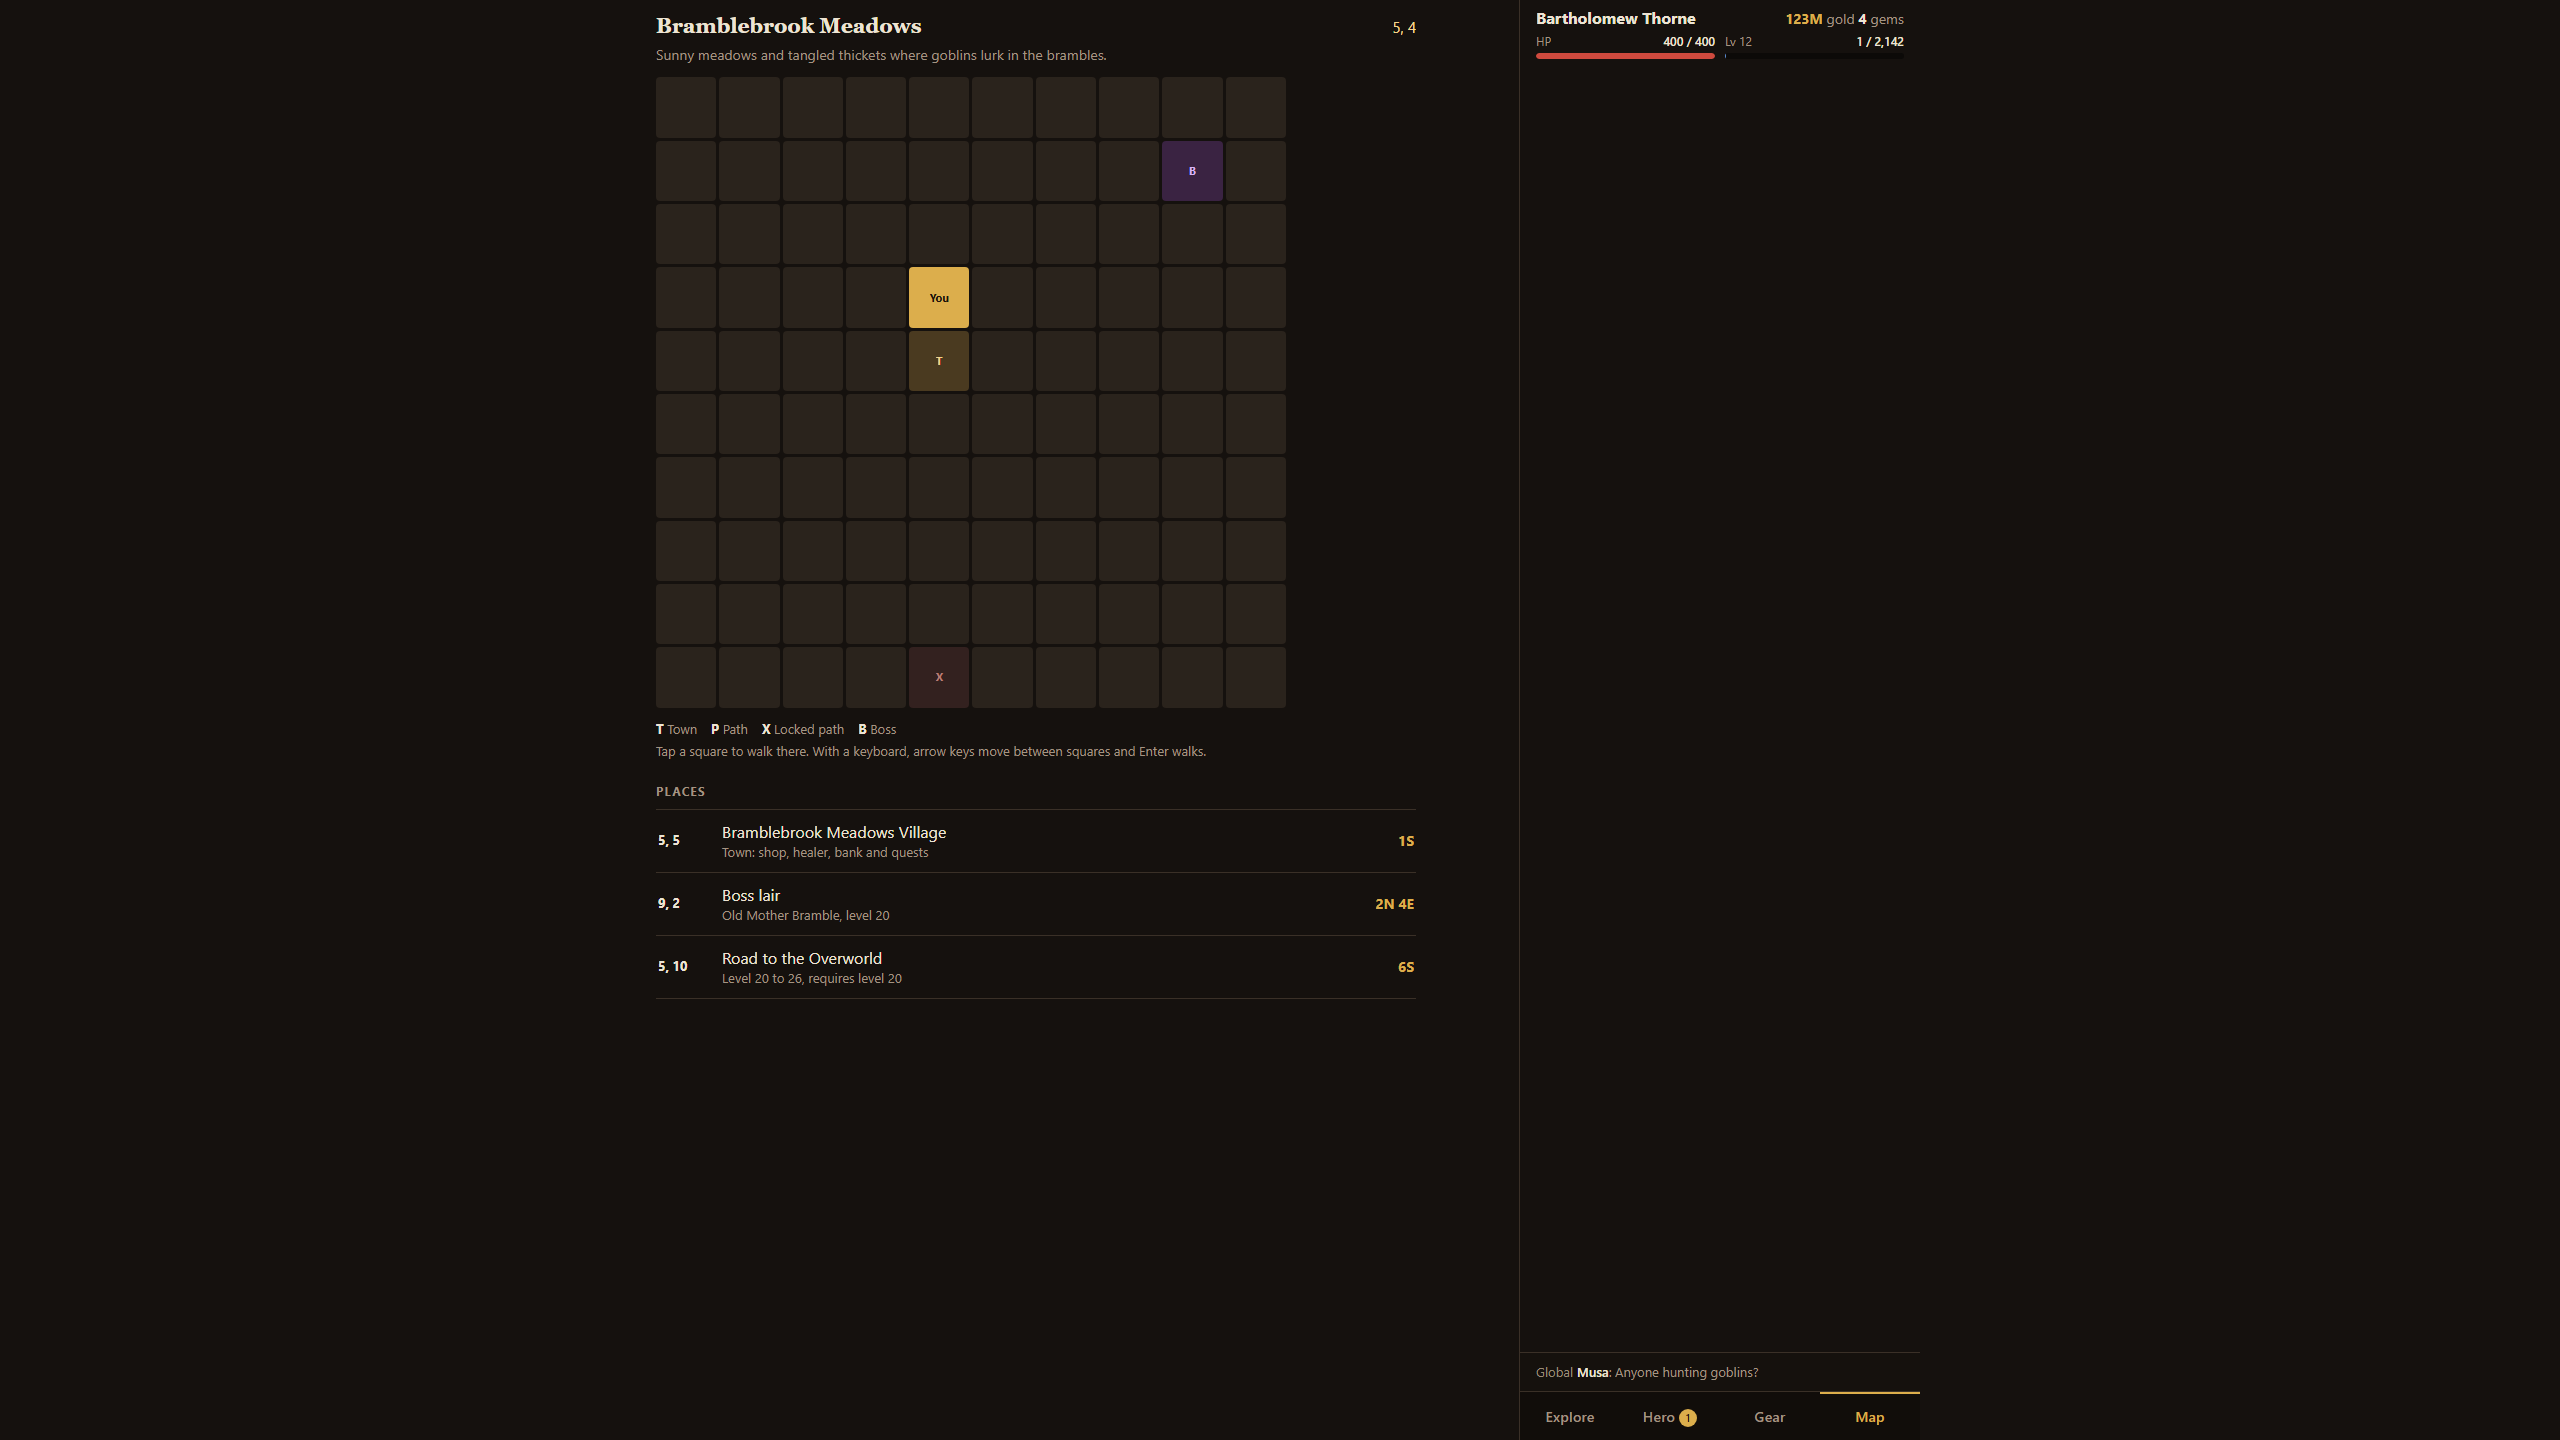 Bramblebrook Meadows
5, 4
Sunny meadows and tangled thickets where goblins lurk in the brambles.
B
You
T
X
T Town P Path X Locked path B Boss
Tap a square to walk there. With a keyboard, arrow keys move between squares and Enter walks.
PLACES
5, 5
Bramblebrook Meadows Village
Town: shop, healer, bank and quests
1S
9, 2
Boss lair
Old Mother Bramble, level 20
2N 4E
5, 10
Road to the Overworld
Level 20 to 26, requires level 20
6S
Bartholomew Thorne
123M gold 4 gems
HP 400 / 400
Lv 12 1 / 2,142
Global Musa: Anyone hunting goblins?
Explore
Hero 1
Gear
Map